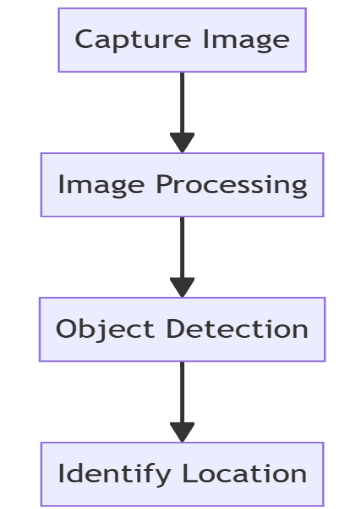 Capture Image
Image Processing
Object Detection
Identify Location